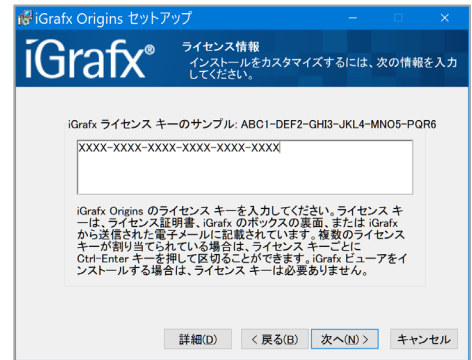 iGrafx Origins セットアップ
iGrafx®
ライセンス情報
インストールをカスタマイズするには、次の情報を入力
してください。
iGrafx ライセンス キーのサンプル: ABC1-DEF2-GHI3-JKL4-MNO5-PQR6
XXXX-XXXX-XXXX-XXXX-XXXX-XXXX
iGrafx Origins のライセンス キーを入力してください。ライセンス キ
ーは、ライセンス証明書、iGrafx のボックスの裏面、または iGrafx
から送信された電子メールに記載されています。複数のライセンス
キーが割り当てられている場合は、ライセンス キーごとに
Ctrl-Enter キーを押して区切ることができます。iGrafx ビューアをイ
ンストールする場合は、ライセンス キーは必要ありません。
詳細(D)
< 戻る(B)
次へ(N) >
キャンセル